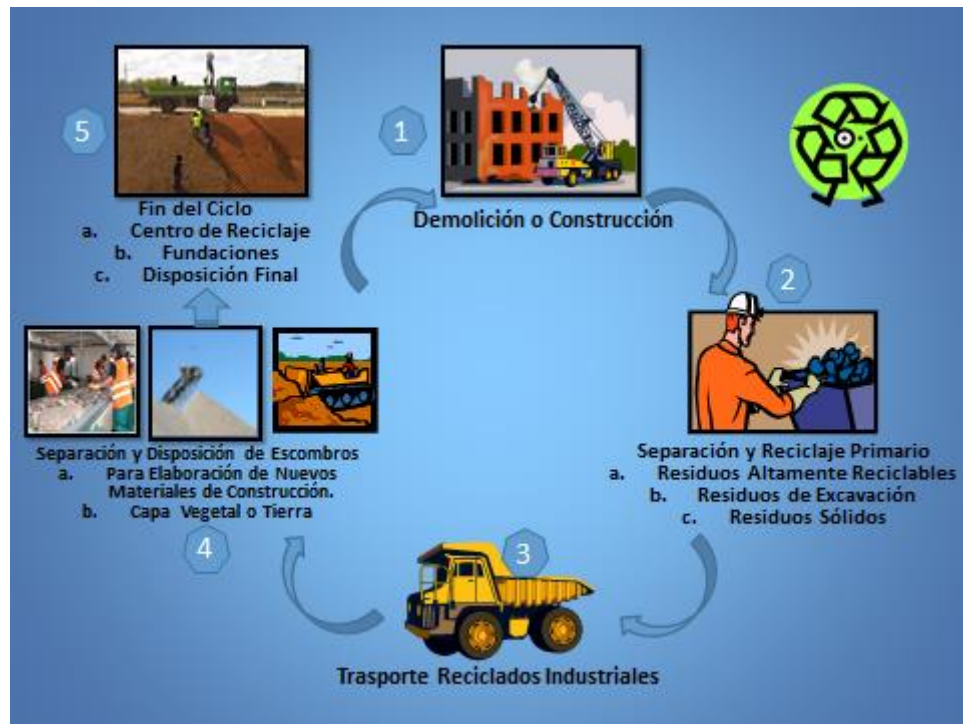 1
Demolición o Construcción
2
Separación y Reciclaje Primario
a. Residuos Altamente Reciclables
b. Residuos de Excavación
c. Residuos Sólidos
3
Trasporte Reciclados Industriales
4
Separación y Disposición de Escombros
a. Para Elaboración de Nuevos
Materiales de Construcción.
b. Capa Vegetal o Tierra
5
Fin del Ciclo
a. Centro de Reciclaje
b. Fundaciones
c. Disposición Final